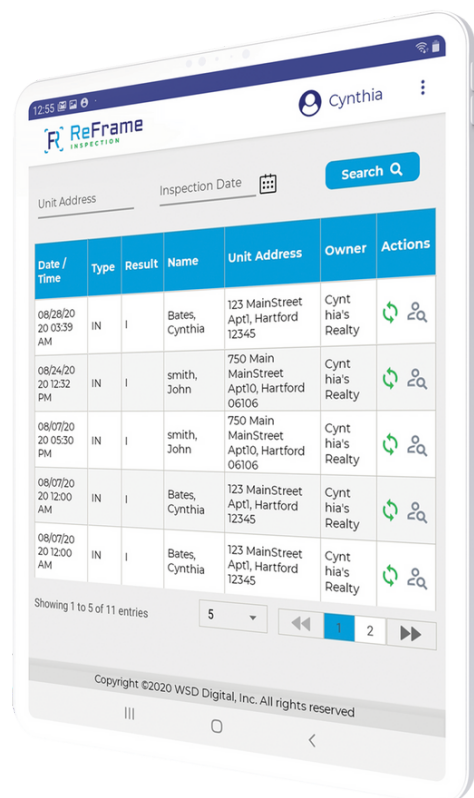 12:55
Cynthia
ReFrame
INSPECTION
Unit Address
Inspection Date
Search
Date / Time Type Result Name Unit Address Owner Actions
08/28/20
20 03:39
AM
IN
I
Bates,
Cynthia
123 MainStreet
Apt1, Hartford
12345
Cynt
hia's
Realty
08/24/20
20 12:32
PM
IN
I
smith,
John
750 Main
MainStreet
Apt10, Hartford
06106
Cynt
hia's
Realty
08/07/20
20 05:30
PM
IN
I
smith,
John
750 Main
MainStreet
Apt10, Hartford
06106
Cynt
hia's
Realty
08/07/20
20 12:00
AM
IN
I
Bates,
Cynthia
123 MainStreet
Apt1, Hartford
12345
Cynt
hia's
Realty
08/07/20
20 12:00
AM
IN
I
Bates,
Cynthia
123 MainStreet
Apt1, Hartford
12345
Cynt
hia's
Realty
Showing 1 to 5 of 11 entries
5
1
2
Copyright ©2020 WSD Digital, Inc. All rights reserved